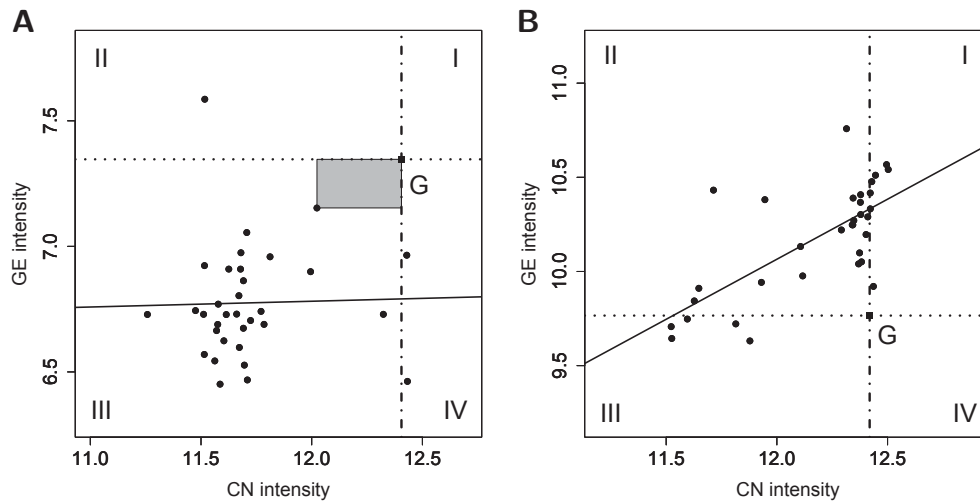 A
II
I
G
III
IV
7.5
7.0
6.5
GE intensity
11.0 11.5 12.0 12.5
CN intensity
B
II
I
G
III
IV
11.0
10.5
10.0
9.5
GE intensity
11.5 12.0 12.5
CN intensity